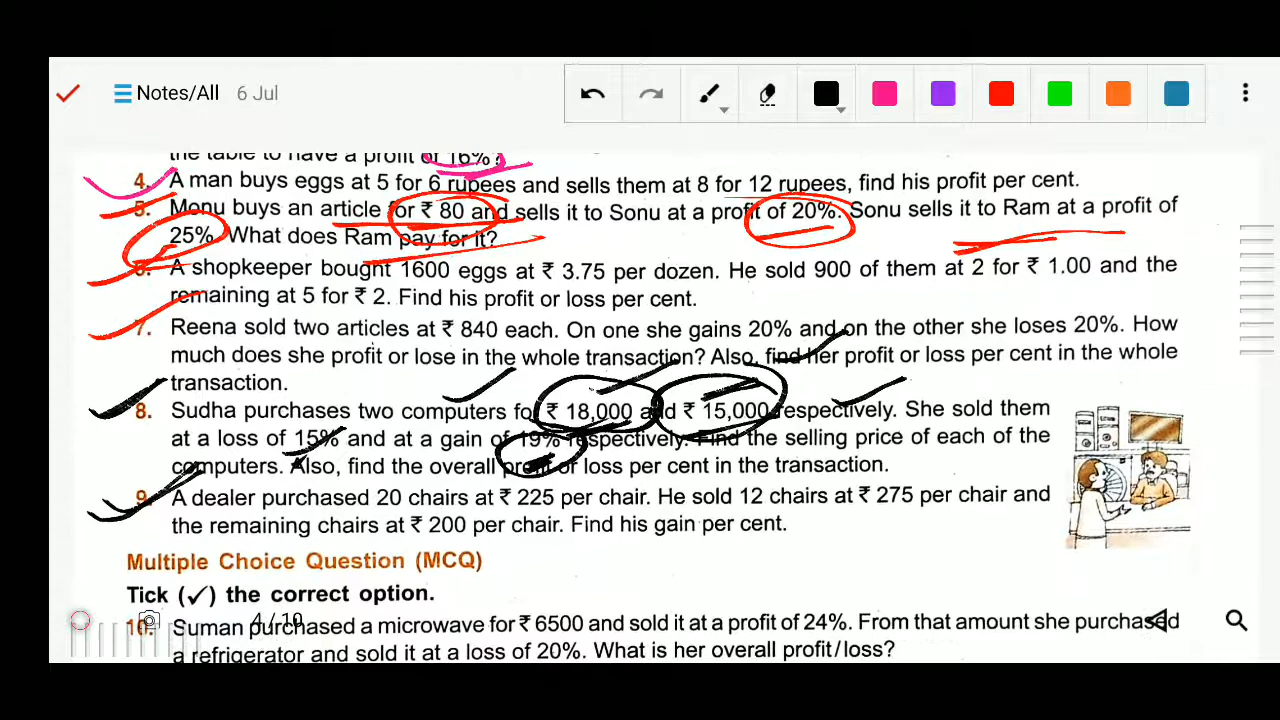 Notes/All 6 Jul
the table to have a profit of 16%?
4. A man buys eggs at 5 for 6 rupees and sells them at 8 for 12 rupees, find his profit per cent.
5. Monu buys an article for ₹ 80 and sells it to Sonu at a profit of 20%. Sonu sells it to Ram at a profit of
25%. What does Ram pay for it?
6. A shopkeeper bought 1600 eggs at ₹ 3.75 per dozen. He sold 900 of them at 2 for ₹ 1.00 and the
remaining at 5 for ₹ 2. Find his profit or loss per cent.
7. Reena sold two articles at ₹ 840 each. On one she gains 20% and on the other she loses 20%. How
much does she profit or lose in the whole transaction? Also, find her profit or loss per cent in the whole
transaction.
8. Sudha purchases two computers for ₹ 18,000 and ₹ 15,000 respectively. She sold them
at a loss of 15% and at a gain of 19% respectively. Find the selling price of each of the
computers. Also, find the overall profit or loss per cent in the transaction.
9. A dealer purchased 20 chairs at ₹ 225 per chair. He sold 12 chairs at ₹ 275 per chair and
the remaining chairs at ₹ 200 per chair. Find his gain per cent.
Multiple Choice Question (MCQ)
Tick (✓) the correct option.
4 / 10
10. Suman purchased a microwave for ₹ 6500 and sold it at a profit of 24%. From that amount she purchased
a refrigerator and sold it at a loss of 20%. What is her overall profit/loss?